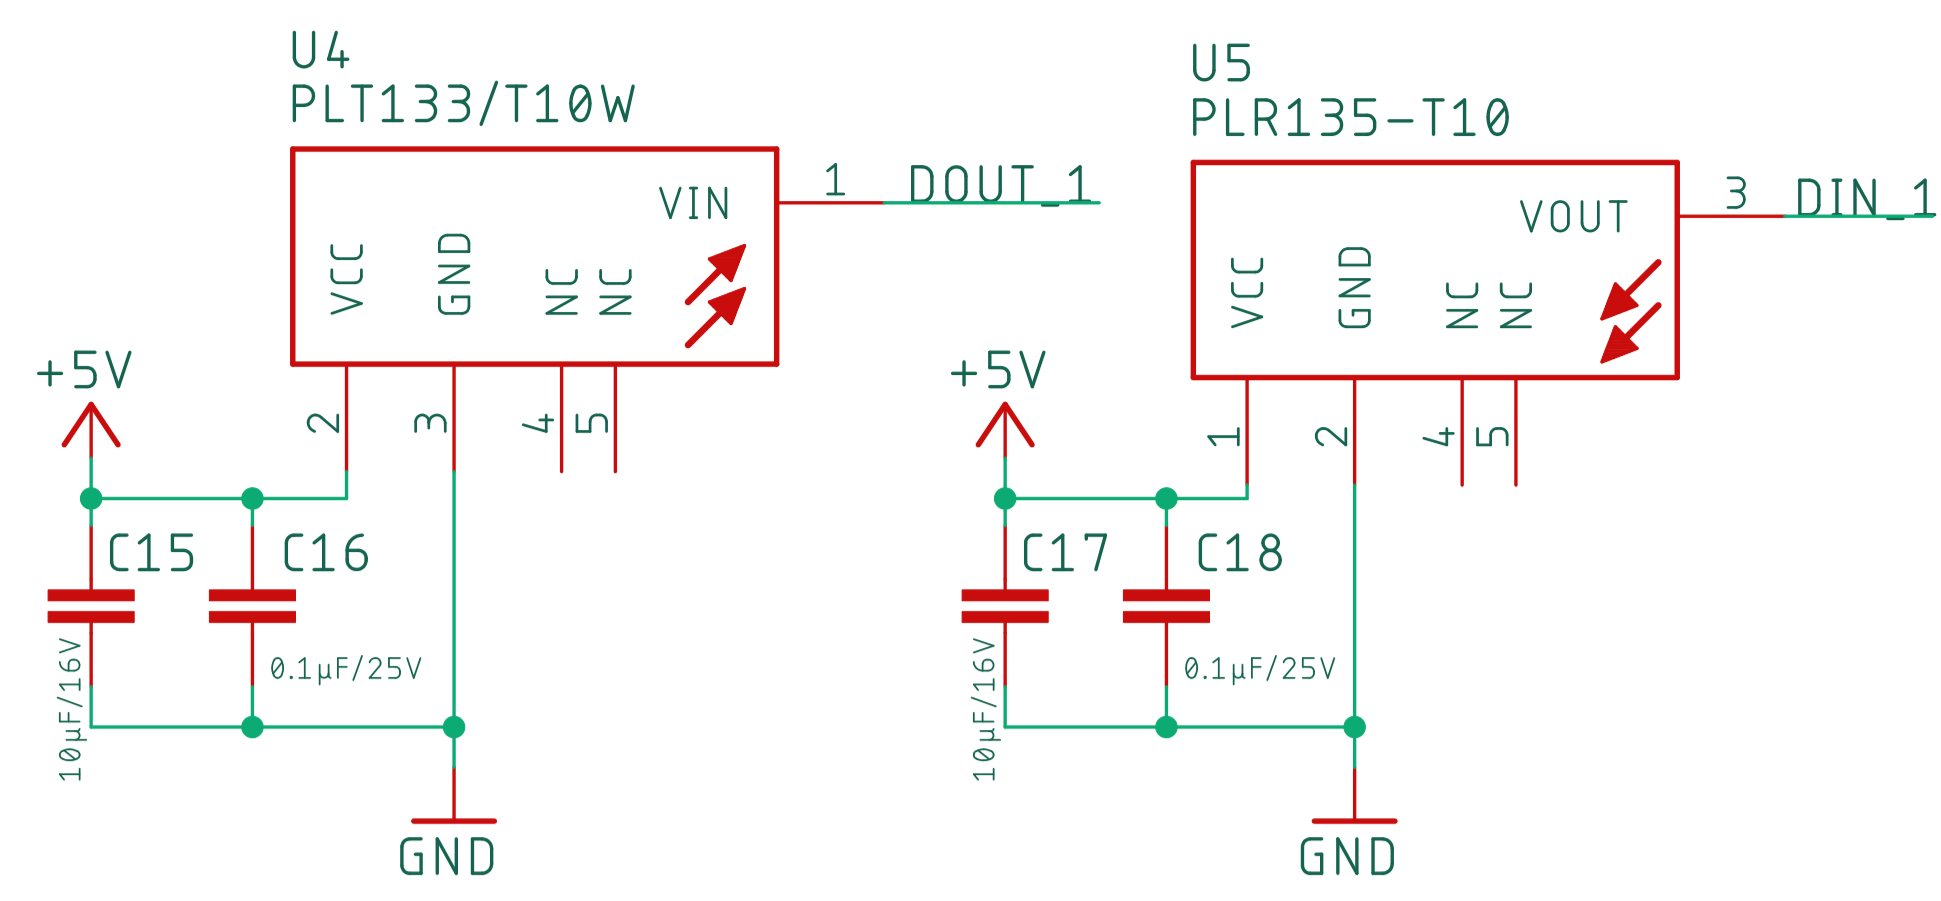 U4
PLT133/T10W
VIN
1
DOUT_1
VCC
GND
NC
NC
2
3
4
5
+5V
C15
C16
10µF/16V
0.1µF/25V
GND
U5
PLR135-T10
VOUT
3
DIN_1
VCC
GND
NC
NC
1
2
4
5
+5V
C17
C18
10µF/16V
0.1µF/25V
GND